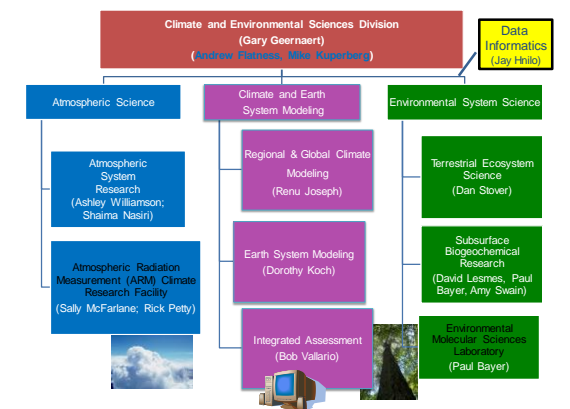 Climate and Environmental Sciences Division
(Gary Geernaert)
(Andrew Flatness, Mike Kuperberg)
Data
Informatics
(Jay Hnilo)
Atmospheric Science
Climate and Earth
System Modeling
Environmental System Science
Atmospheric
System
Research
(Ashley Williamson;
Shaima Nasiri)
Regional & Global Climate
Modeling
(Renu Joseph)
Terrestrial Ecosystem
Science
(Dan Stover)
Atmospheric Radiation
Measurement (ARM) Climate
Research Facility
(Sally McFarlane; Rick Petty)
Earth System Modeling
(Dorothy Koch)
Subsurface
Biogeochemical
Research
(David Lesmes, Paul
Bayer, Amy Swain)
Integrated Assessment
(Bob Vallario)
Environmental
Molecular Sciences
Laboratory
(Paul Bayer)